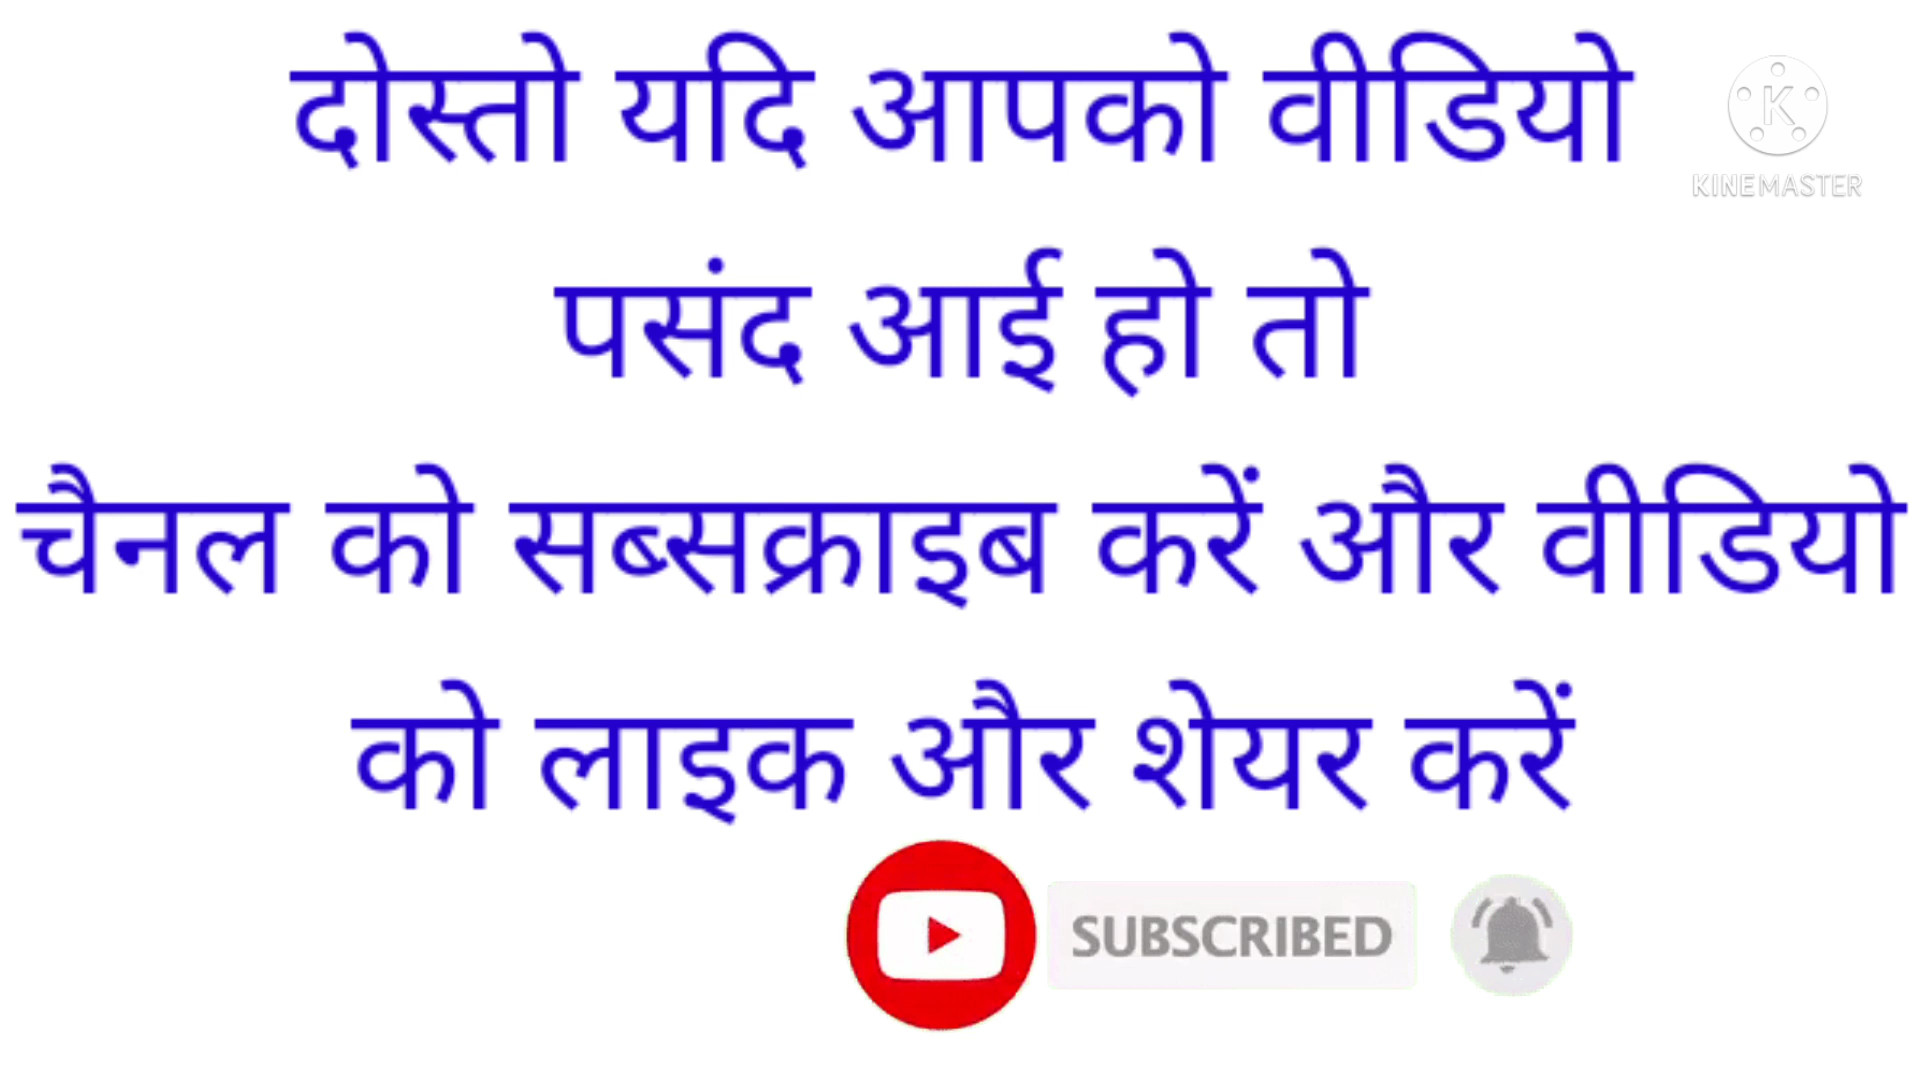 दोस्तो यदि आपको वीडियो
K
KINEMASTER
पसंद आई हो तो
चैनल को सब्सक्राइब करें और वीडियो
को लाइक और शेयर करें
SUBSCRIBED